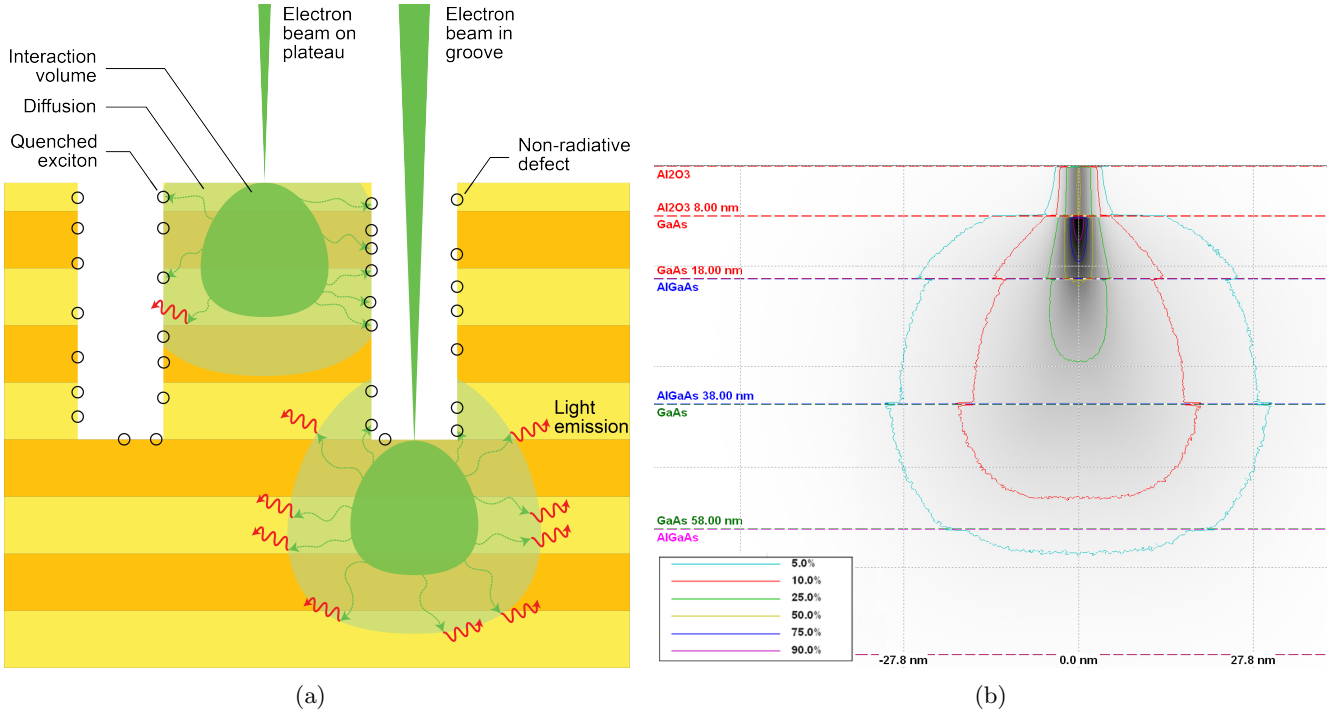 Electron
beam on
plateau
Electron
beam in
groove
Interaction
volume
Diffusion
Quenched
exciton
Non-radiative
defect
Light
emission
(a)
Al2O3
Al2O3 8.00 nm
GaAs
GaAs 18.00 nm
AlGaAs
AlGaAs 38.00 nm
GaAs
GaAs 58.00 nm
AlGaAs
5.0%
10.0%
25.0%
50.0%
75.0%
90.0%
-27.8 nm
0.0 nm
27.8 nm
(b)